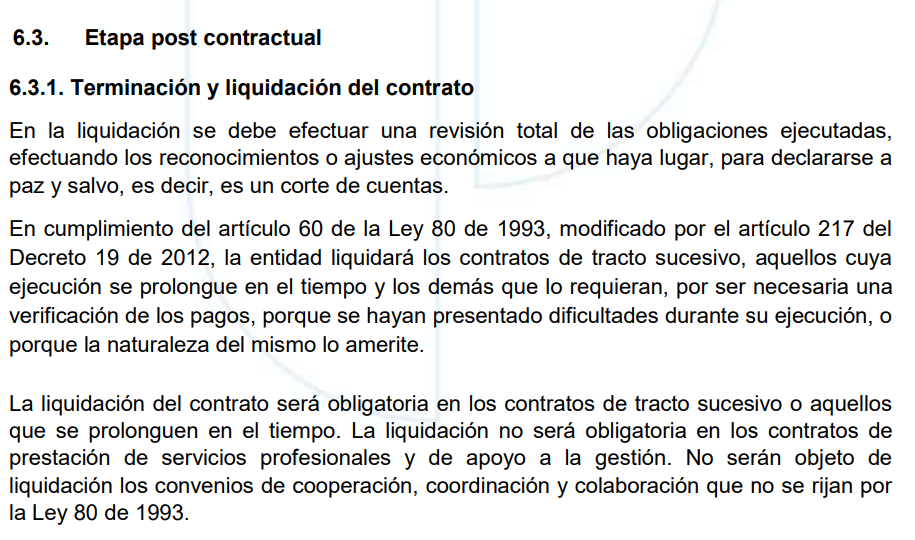 6.3. Etapa post contractual
6.3.1. Terminación y liquidación del contrato
En la liquidación se debe efectuar una revisión total de las obligaciones ejecutadas,
efectuando los reconocimientos o ajustes económicos a que haya lugar, para declararse a
paz y salvo, es decir, es un corte de cuentas.
En cumplimiento del artículo 60 de la Ley 80 de 1993, modificado por el artículo 217 del
Decreto 19 de 2012, la entidad liquidará los contratos de tracto sucesivo, aquellos cuya
ejecución se prolongue en el tiempo y los demás que lo requieran, por ser necesaria una
verificación de los pagos, porque se hayan presentado dificultades durante su ejecución, o
porque la naturaleza del mismo lo amerite.
La liquidación del contrato será obligatoria en los contratos de tracto sucesivo o aquellos
que se prolonguen en el tiempo. La liquidación no será obligatoria en los contratos de
prestación de servicios profesionales y de apoyo a la gestión. No serán objeto de
liquidación los convenios de cooperación, coordinación y colaboración que no se rijan por
la Ley 80 de 1993.